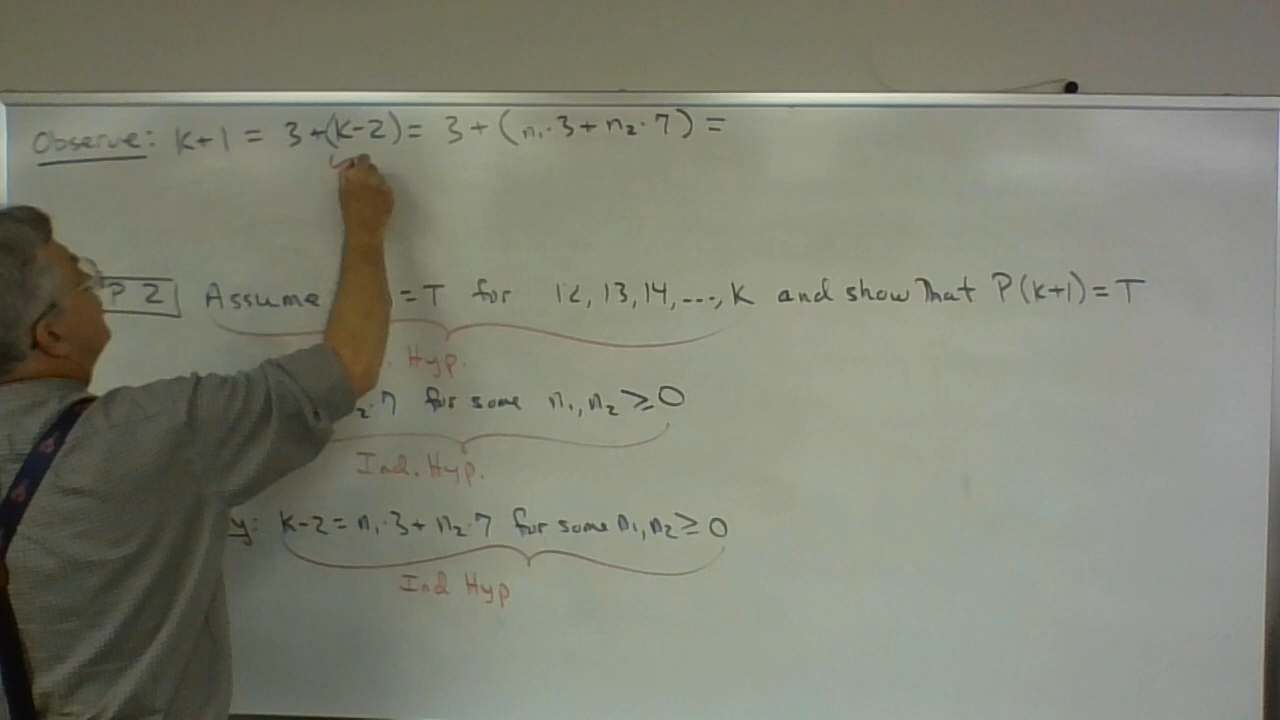 Observe: k+1 = 3+(k-2) = 3+(n₁·3+n₂·7) =
P 2 Assume =T for 12, 13, 14, ..., k and show that P(k+1)=T
Hyp.
₂·7 for some n₁, n₂ ≥ 0
Ind. Hyp.
y: k-2 = n₁·3+ n₂·7 for some n₁, n₂ ≥ 0
Ind Hyp